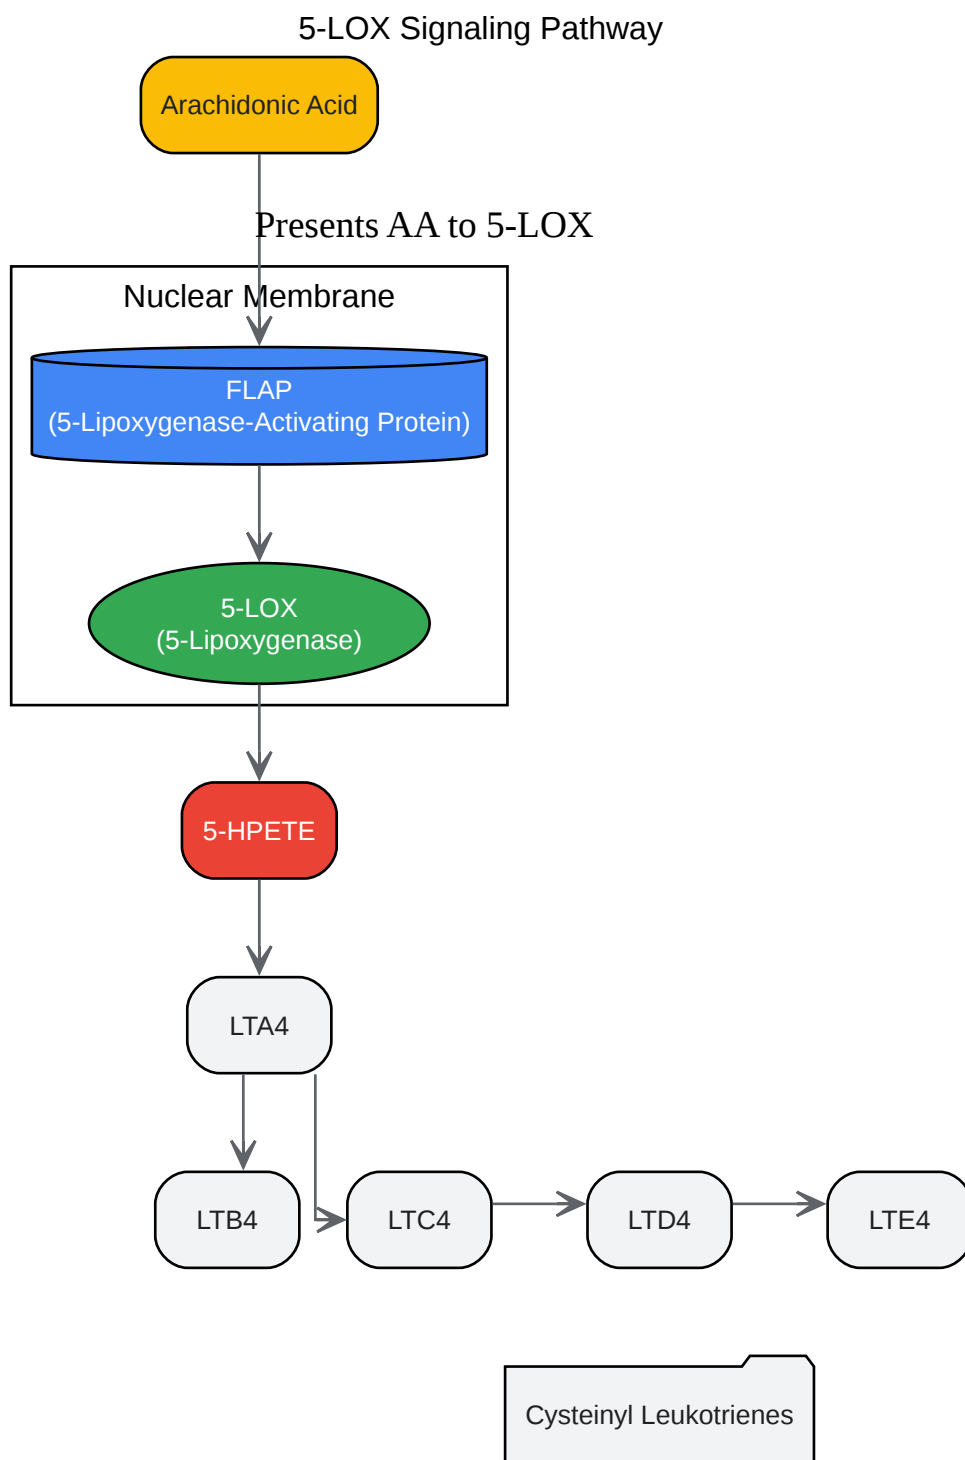 5-LOX Signaling Pathway
Arachidonic Acid
Presents AA to 5-LOX
Nuclear Membrane
FLAP
(5-Lipoxygenase-Activating Protein)
5-LOX
(5-Lipoxygenase)
5-HPETE
LTA4
LTB4
LTC4
LTD4
LTE4
Cysteinyl Leukotrienes